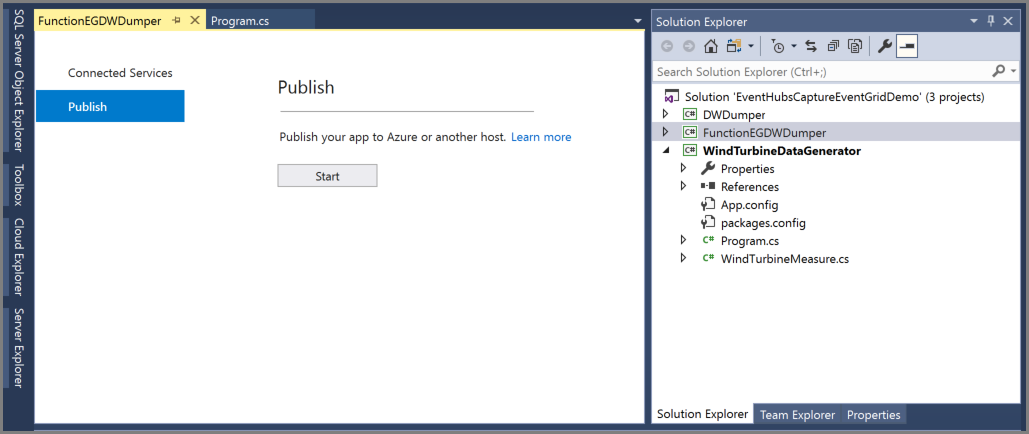 SQL Server Object Explorer
Toolbox
Cloud Explorer
Server Explorer
FunctionEGDWDumper
Program.cs
Connected Services
Publish
Publish
Publish your app to Azure or another host. Learn more
Start
Solution Explorer
Search Solution Explorer (Ctrl+;)
Solution 'EventHubsCaptureEventGridDemo' (3 projects)
C# DWDumper
C# FunctionEGDWDumper
C# WindTurbineDataGenerator
Properties
References
App.config
packages.config
C# Program.cs
C# WindTurbineMeasure.cs
Solution Explorer Team Explorer Properties